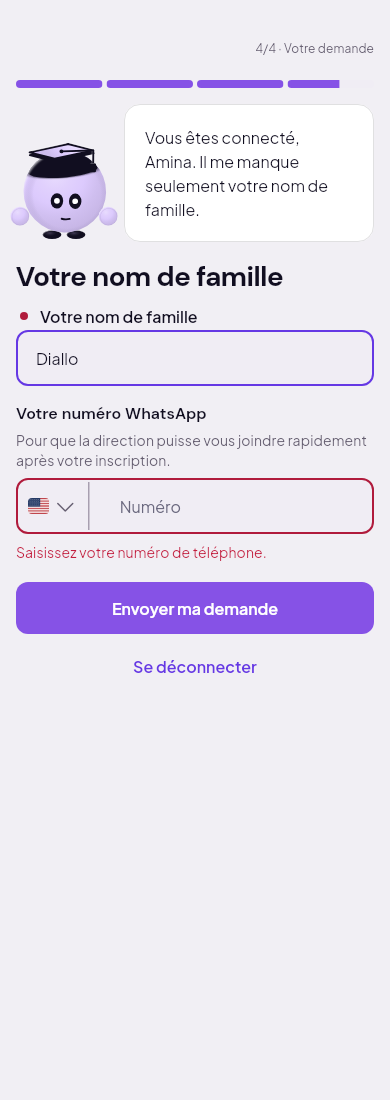 4/4 · Votre demande
Vous êtes connecté,
Amina. Il me manque
seulement votre nom de
famille.
Votre nom de famille
Votre nom de famille
Diallo
Votre numéro WhatsApp
Pour que la direction puisse vous joindre rapidement
après votre inscription.
Numéro
Saisissez votre numéro de téléphone.
Envoyer ma demande
Se déconnecter